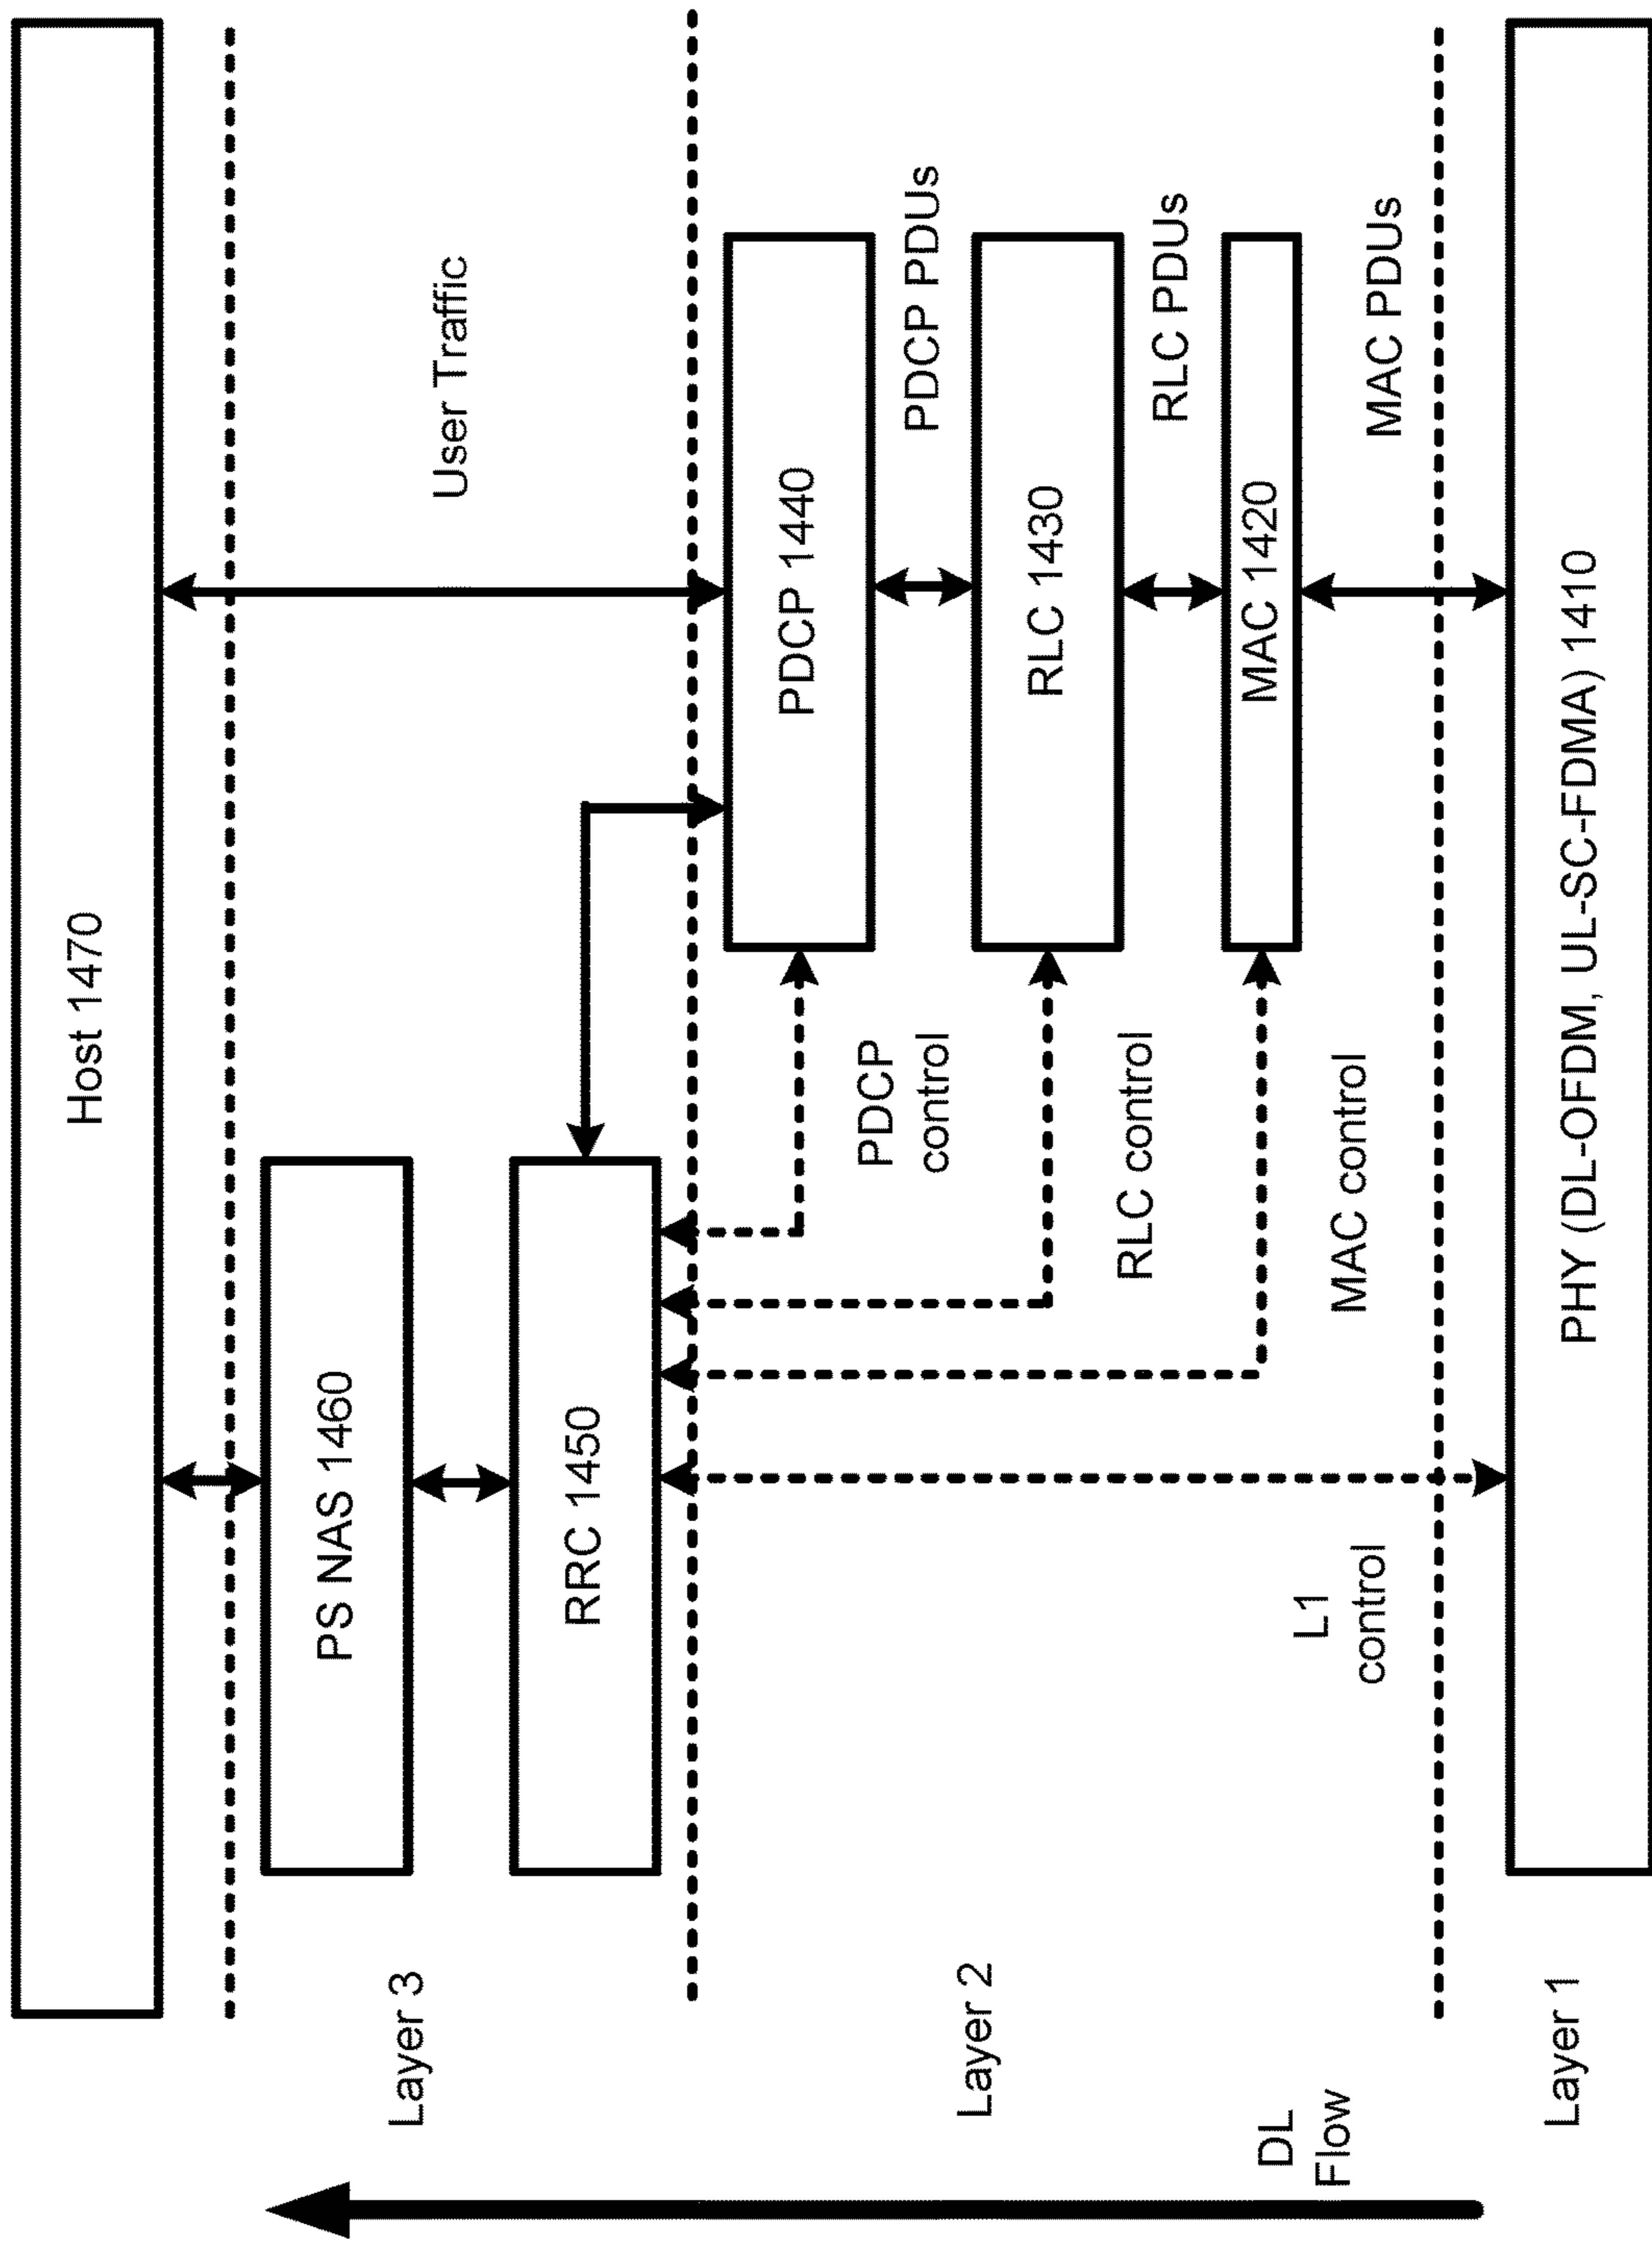 Host 1470
User Traffic
PS NAS 1460
Layer 3
RRC 1450
PDCP 1440
PDCP
control
PDCP PDUs
Layer 2
RLC 1430
RLC control
RLC PDUs
MAC 1420
MAC control
MAC PDUs
L1
control
DL
Flow
Layer 1
PHY (DL-OFDM, UL-SC-FDMA) 1410